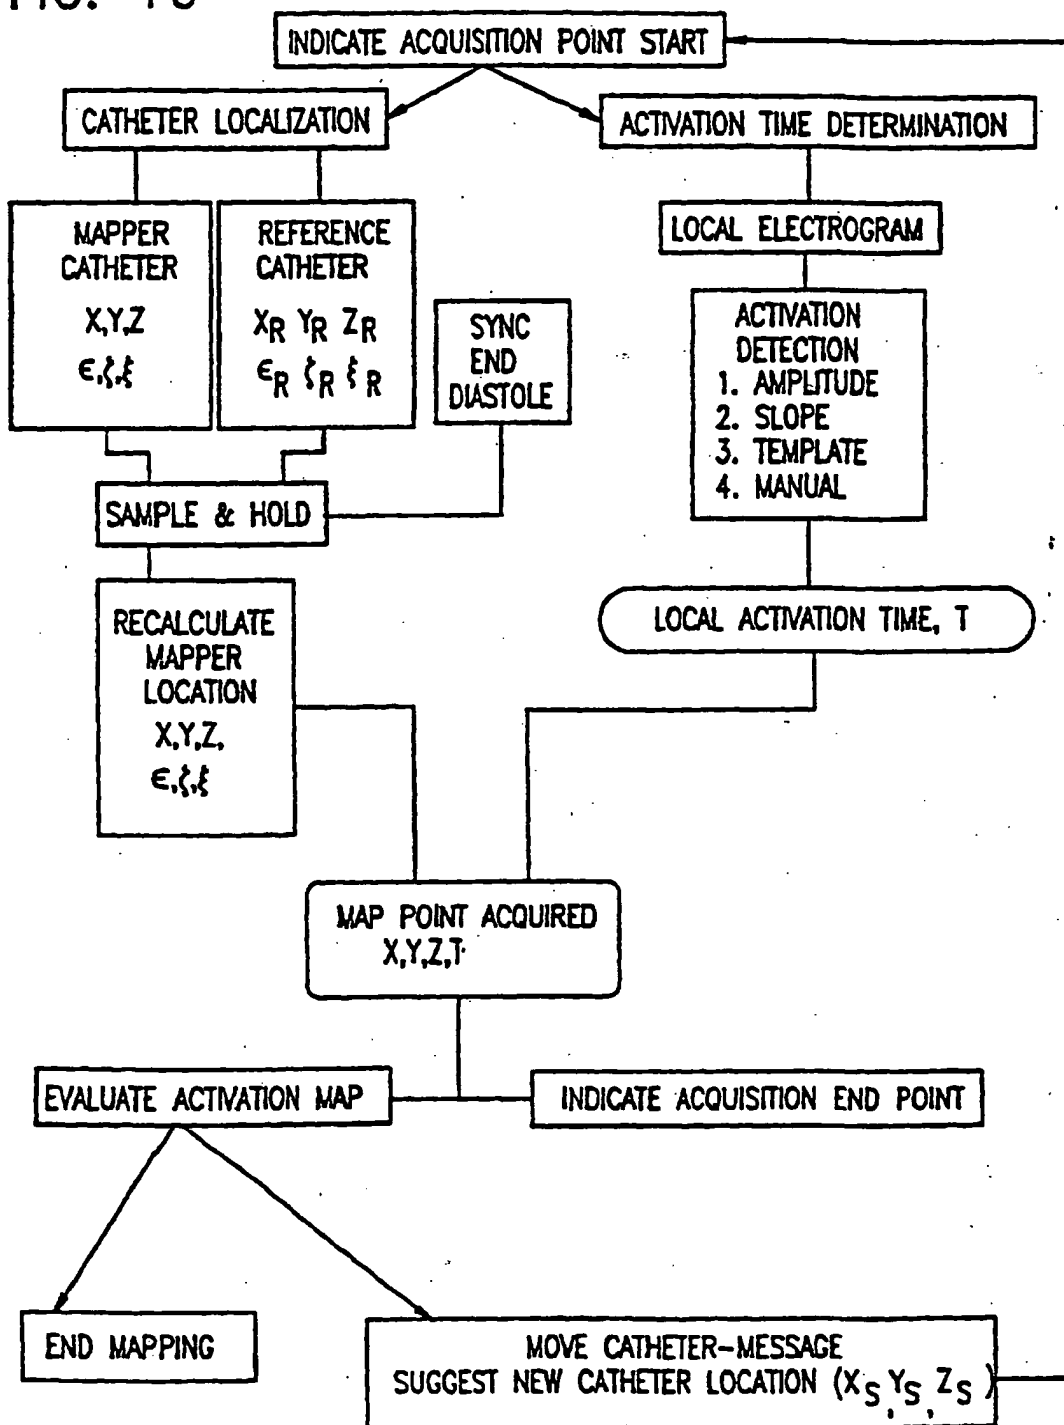 INDICATE ACQUISITION POINT START
CATHETER LOCALIZATION
ACTIVATION TIME DETERMINATION
MAPPER
CATHETER
X,Y,Z
ϵ,ζ,ξ
REFERENCE
CATHETER
XR YR ZR
ϵR ζR ξR
SYNC
END
DIASTOLE
LOCAL ELECTROGRAM
ACTIVATION
DETECTION
1. AMPLITUDE
2. SLOPE
3. TEMPLATE
4. MANUAL
SAMPLE & HOLD
RECALCULATE
MAPPER
LOCATION
X,Y,Z,
ϵ,ζ,ξ
LOCAL ACTIVATION TIME, T
MAP POINT ACQUIRED
X,Y,Z,T
EVALUATE ACTIVATION MAP
INDICATE ACQUISITION END POINT
END MAPPING
MOVE CATHETER-MESSAGE
SUGGEST NEW CATHETER LOCATION (XS, YS, ZS)